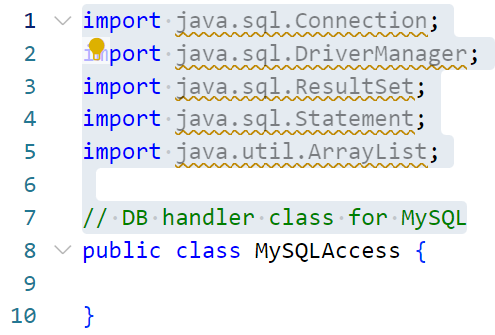 1 import java.sql.Connection;
2 import java.sql.DriverManager;
3 import java.sql.ResultSet;
4 import java.sql.Statement;
5 import java.util.ArrayList;
6
7 // DB handler class for MySQL
8 public class MySQLAccess {
9
10 }